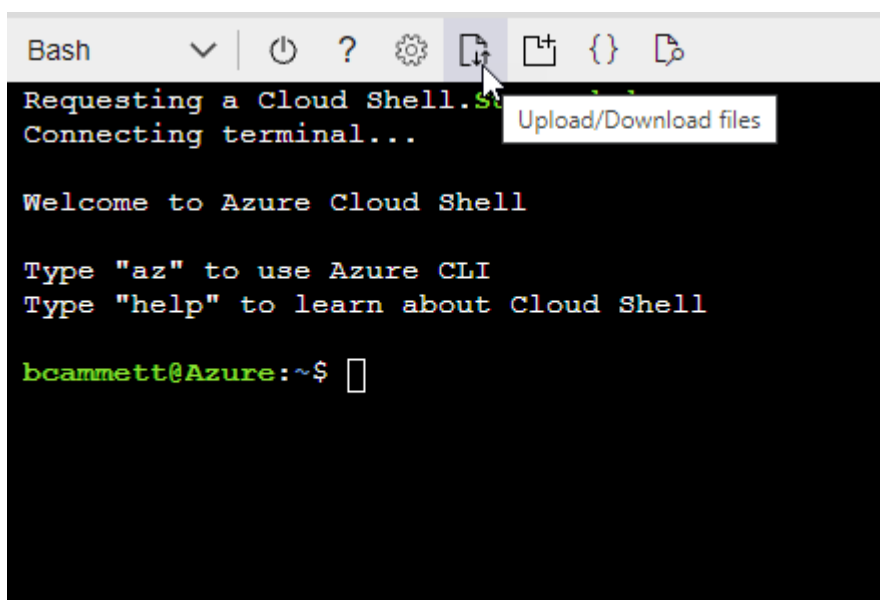 Bash
Requesting a Cloud Shell.
Upload/Download files
Connecting terminal...
Welcome to Azure Cloud Shell
Type "az" to use Azure CLI
Type "help" to learn about Cloud Shell
bcammett@Azure:~$